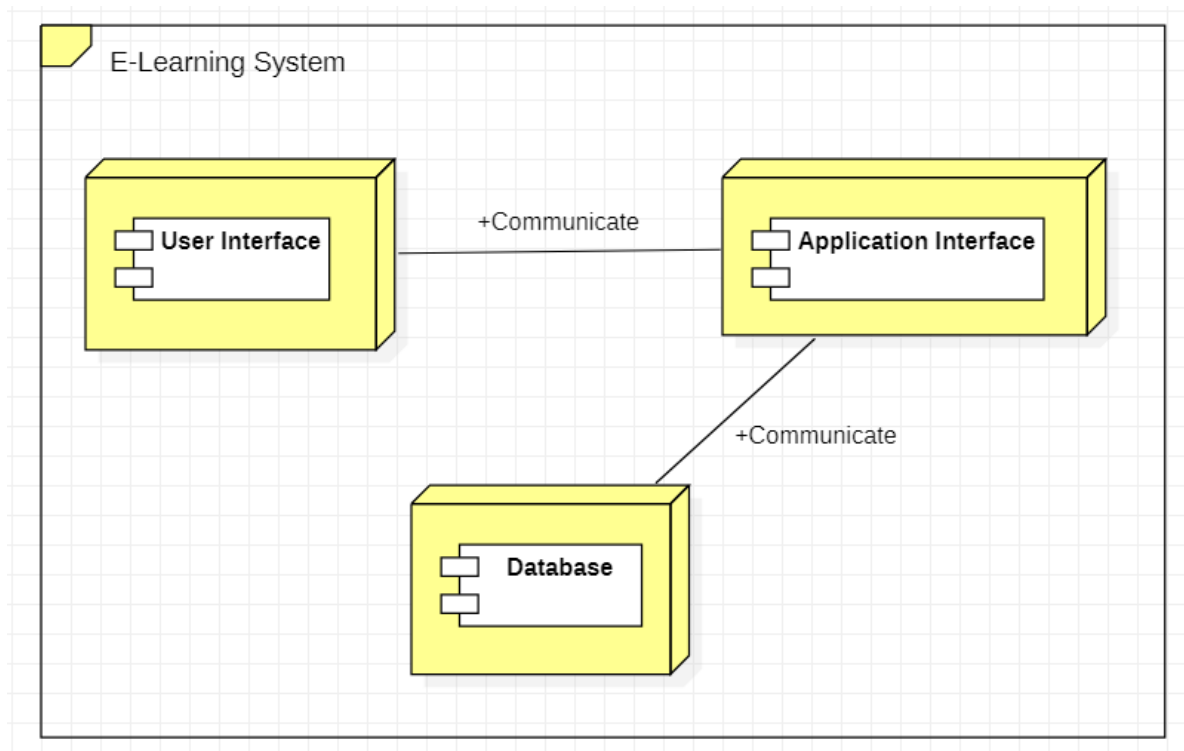 E-Learning System
+Communicate
User Interface
Application Interface
+Communicate
Database